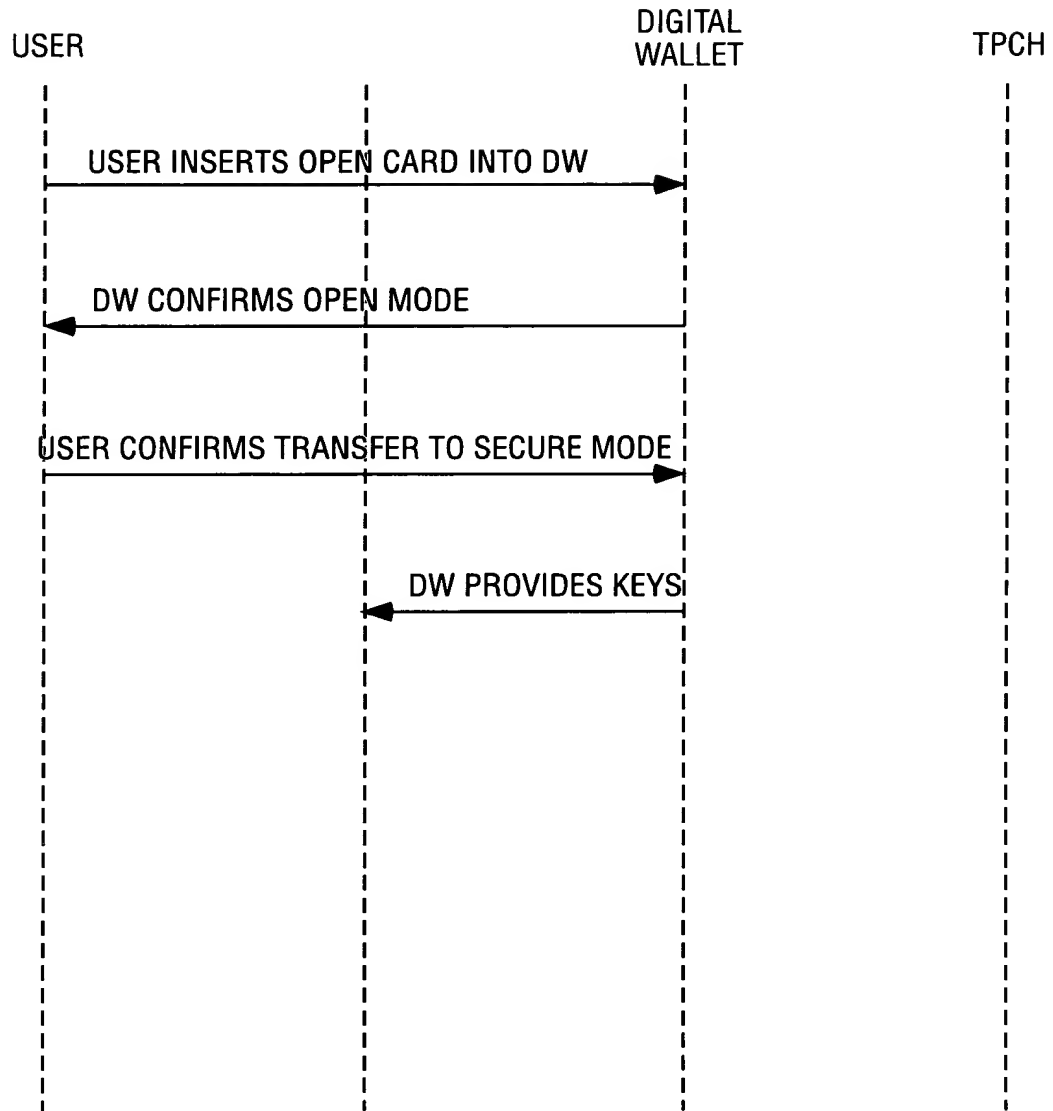 USER
DIGITAL
WALLET
TPCH
USER INSERTS OPEN CARD INTO DW
DW CONFIRMS OPEN MODE
USER CONFIRMS TRANSFER TO SECURE MODE
DW PROVIDES KEYS